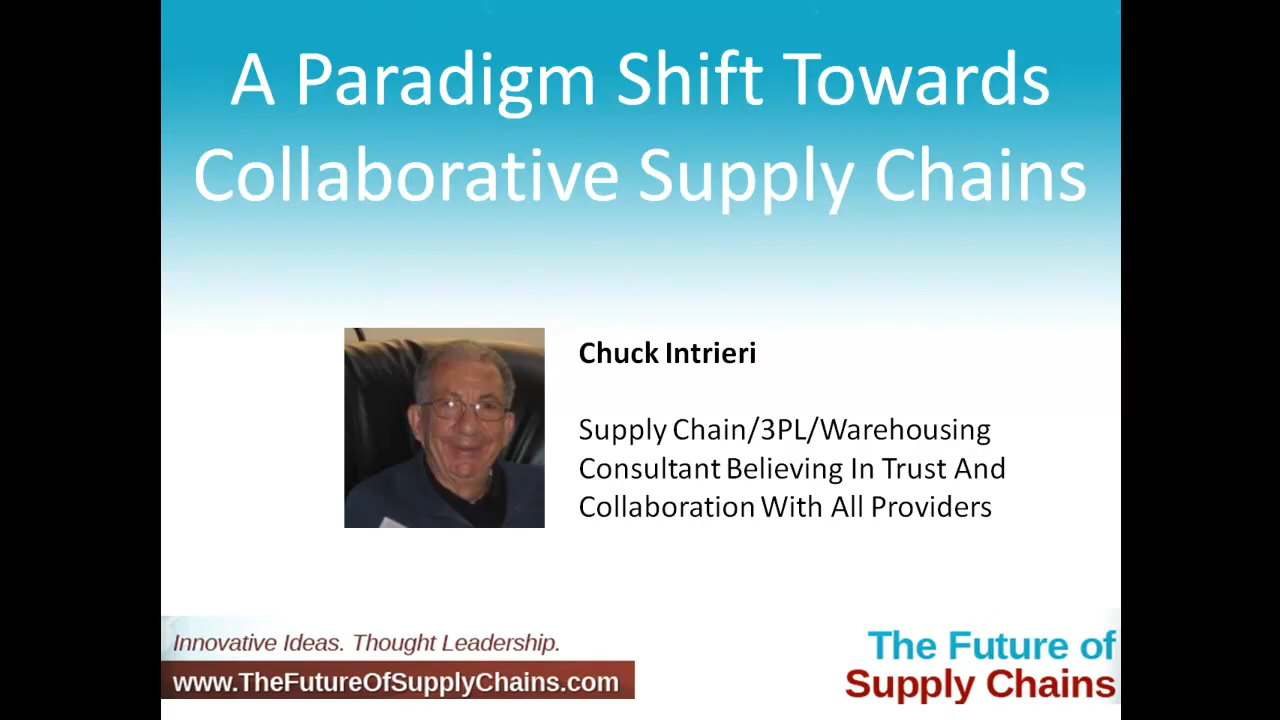 A Paradigm Shift Towards
Collaborative Supply Chains
Chuck Intrieri
Supply Chain/3PL/Warehousing
Consultant Believing In Trust And
Collaboration With All Providers
Innovative Ideas. Thought Leadership.
www.TheFutureOfSupplyChains.com
The Future of
Supply Chains